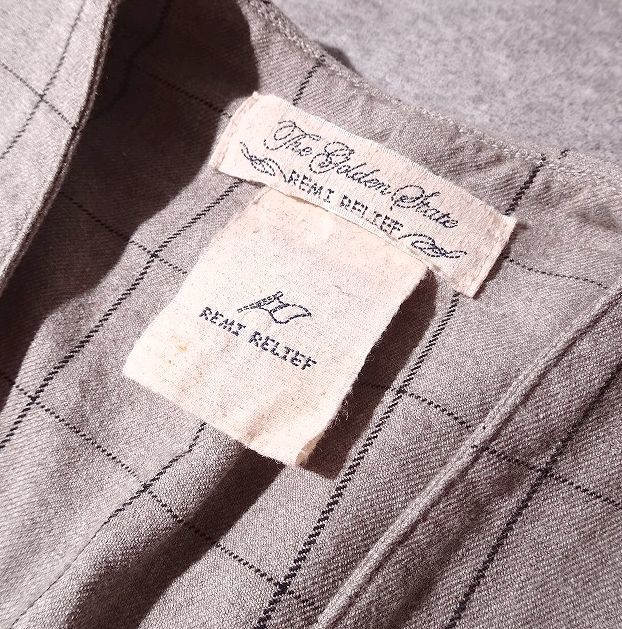 The Golden State
REMI RELIEF
REMI RELIEF